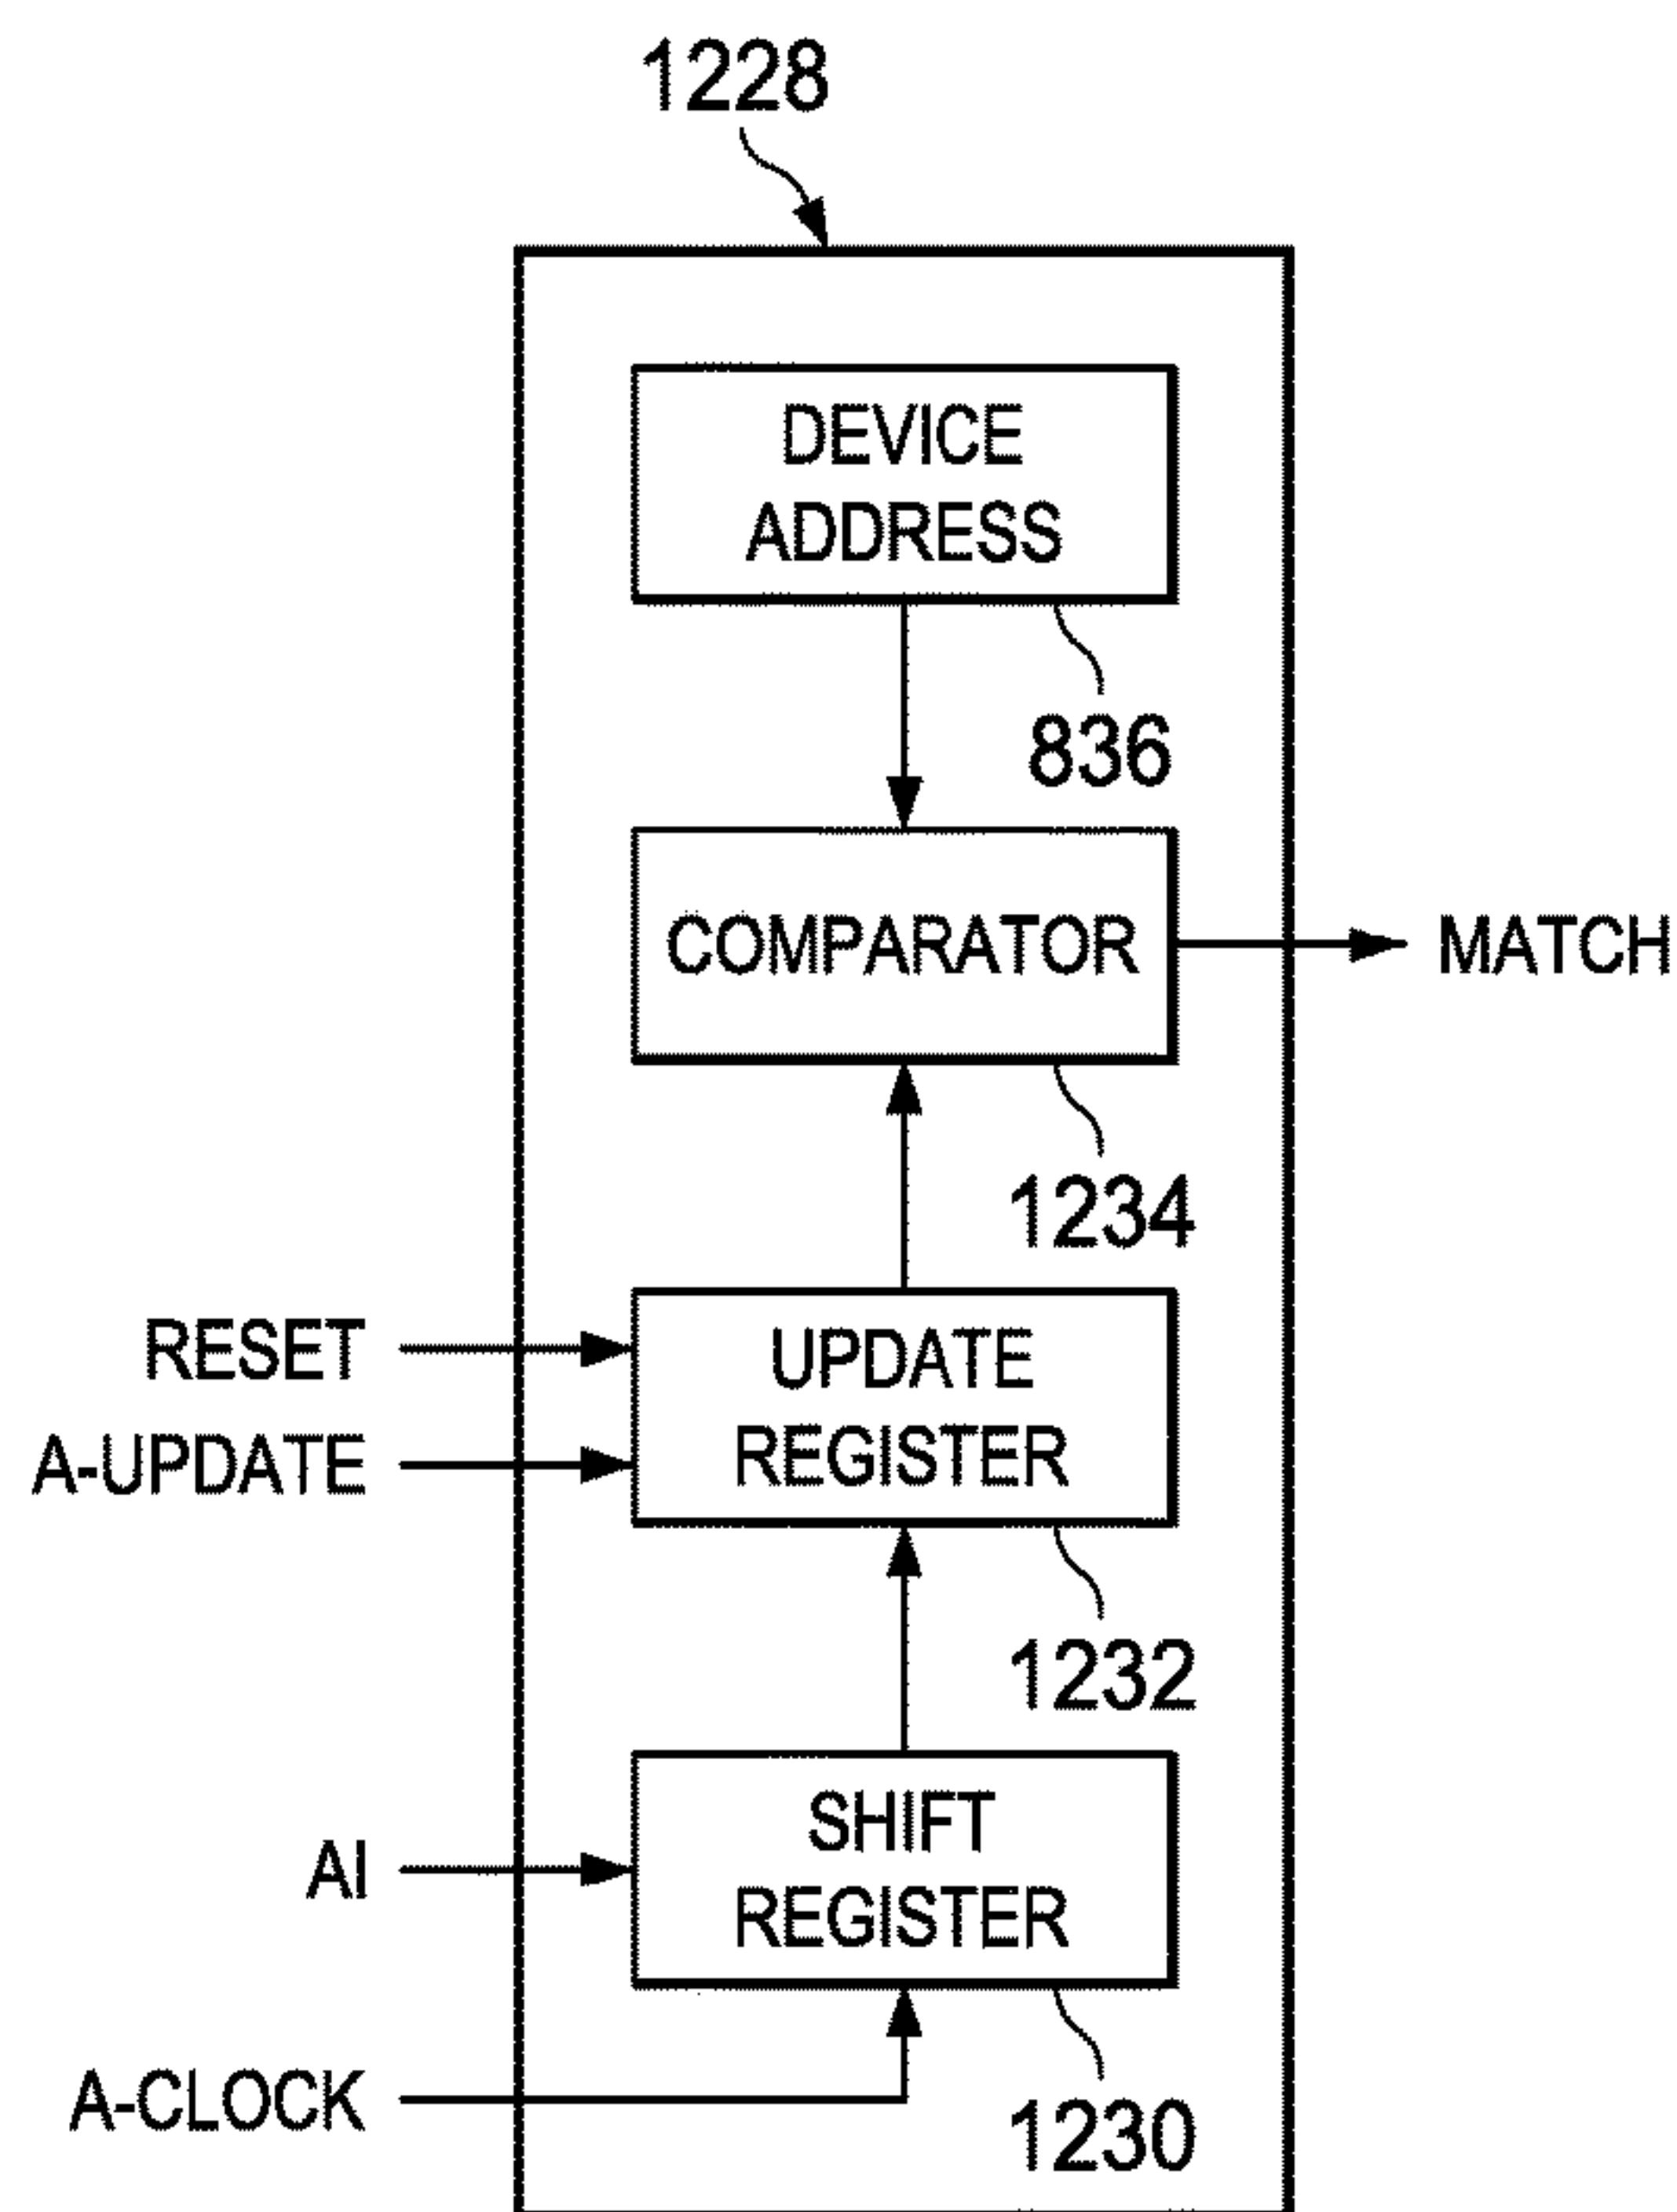 1228
DEVICE
ADDRESS
836
COMPARATOR
MATCH
1234
RESET
UPDATE
A-UPDATE
REGISTER
1232
SHIFT
AI
REGISTER
A-CLOCK
1230